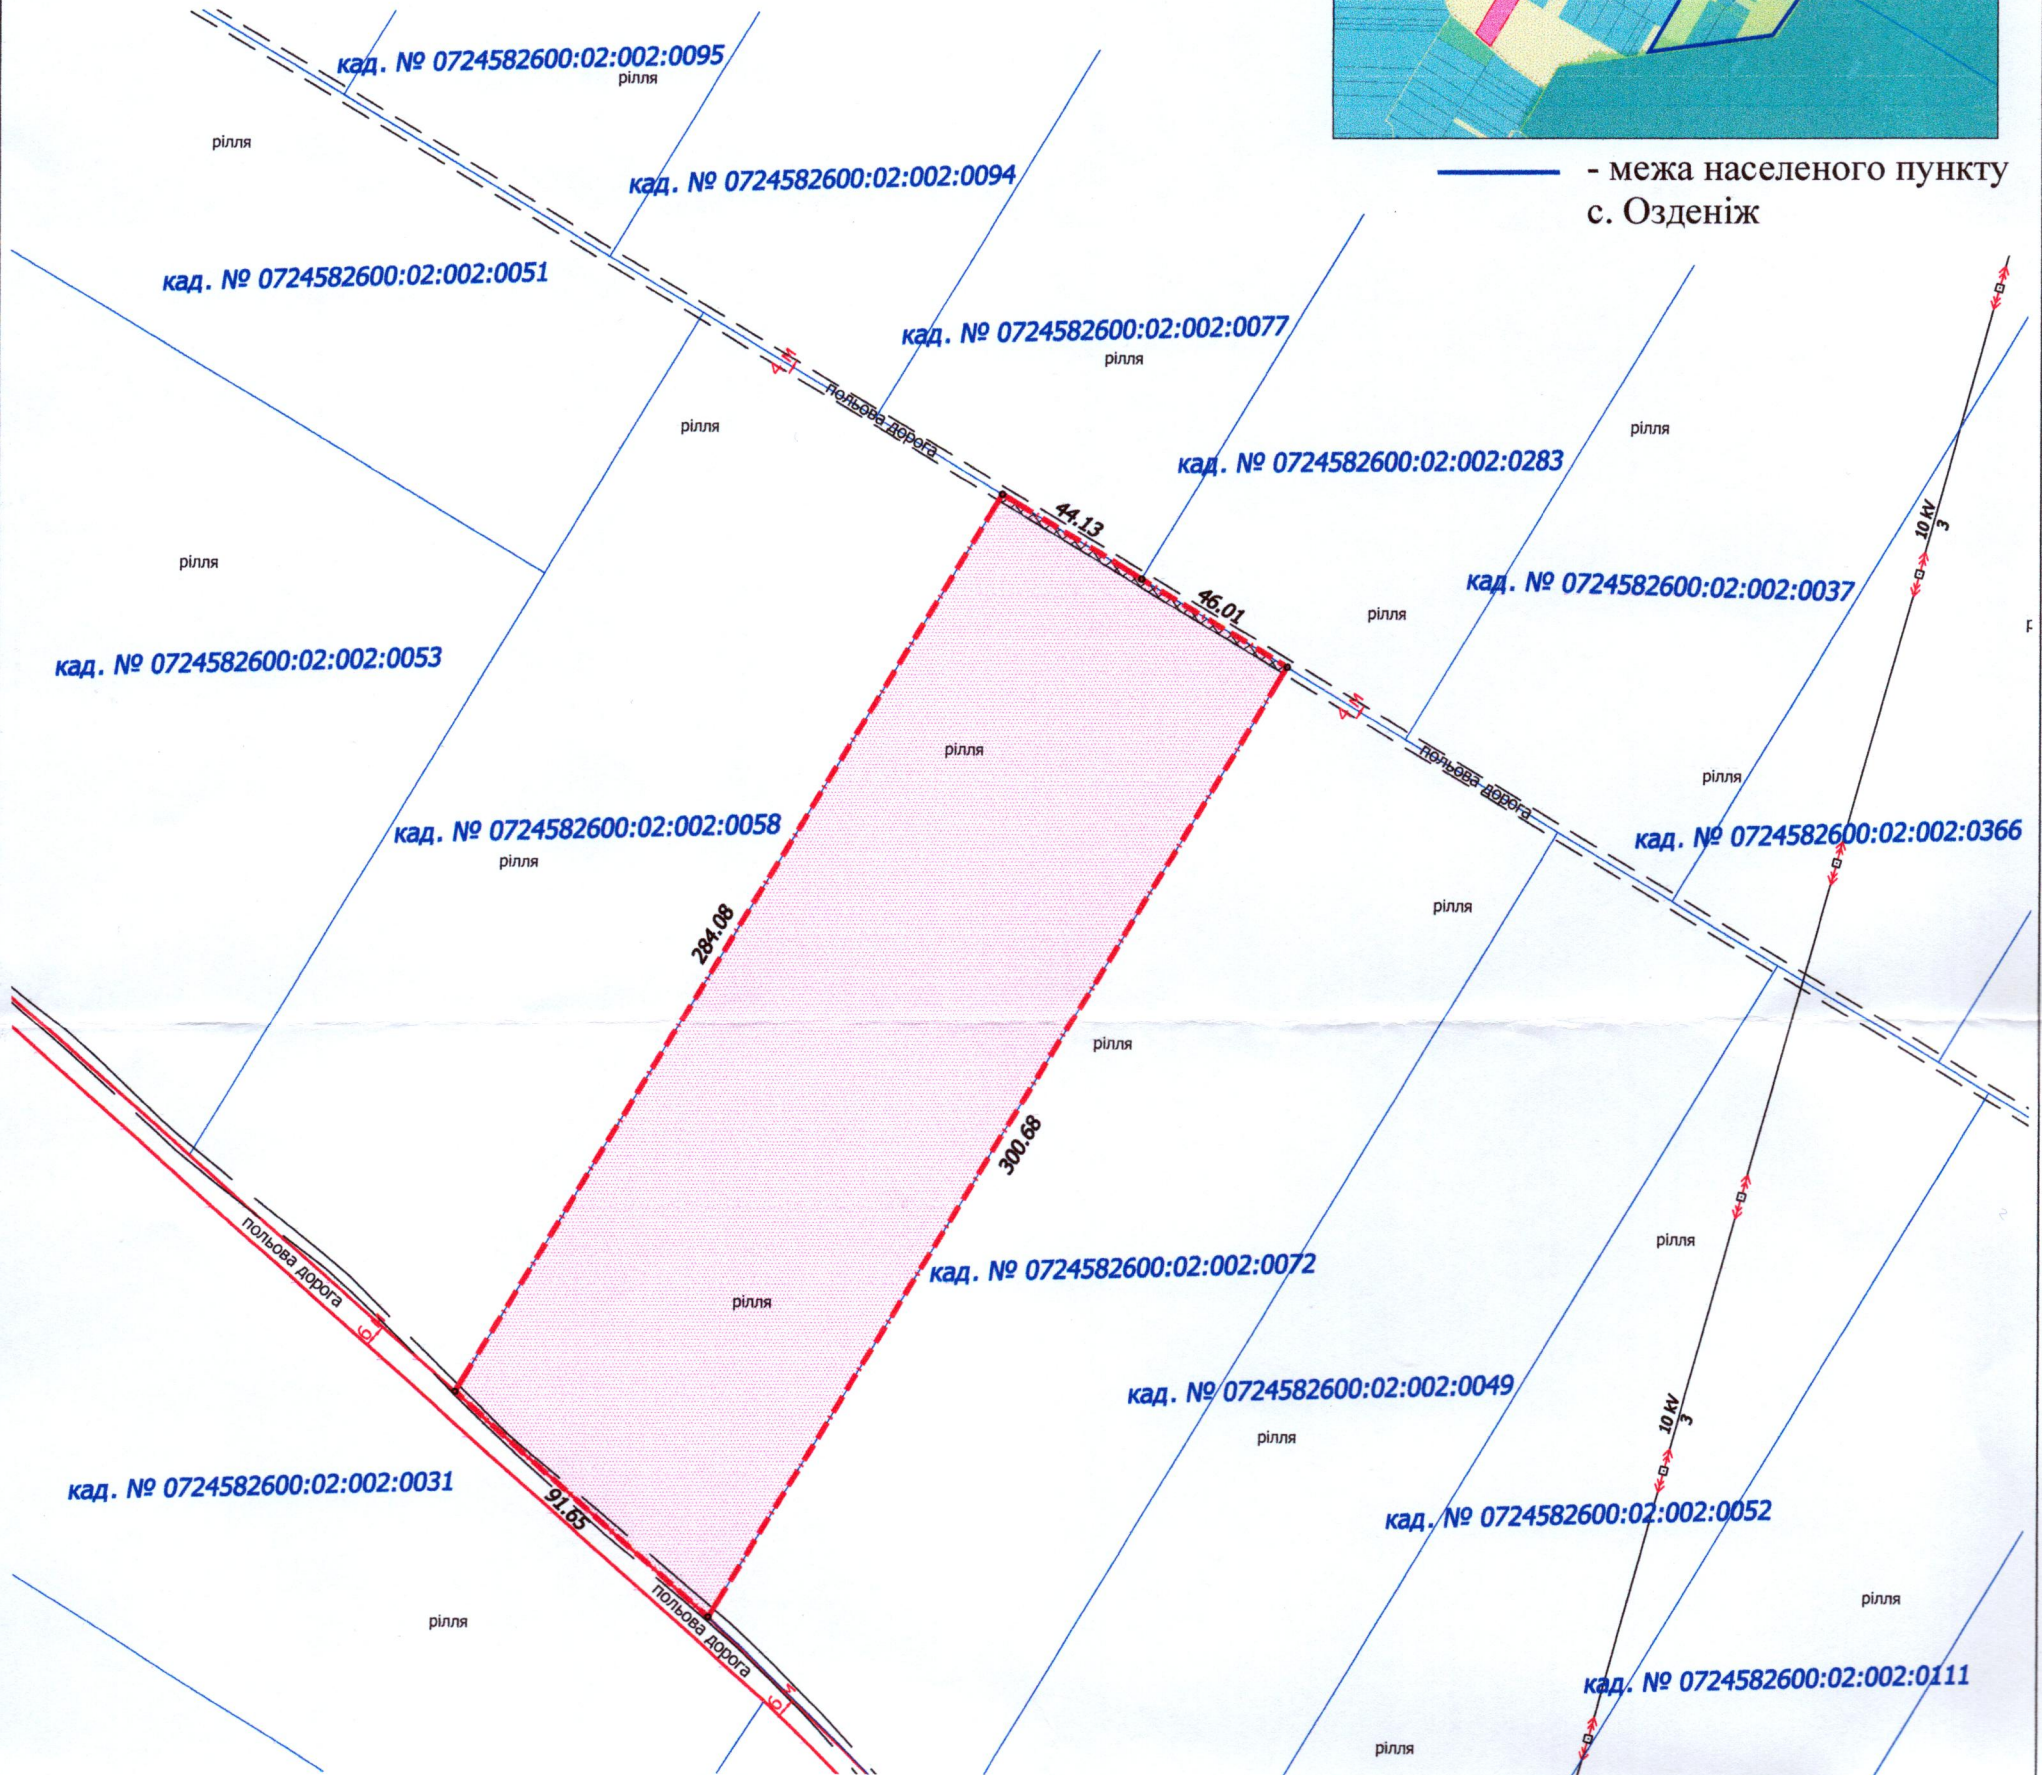 кад. № 0724582600:02:002:0095
рілля
рілля
- межа населеного пункту
с. Озденіж
кад. № 0724582600:02:002:0094
кад. № 0724582600:02:002:0051
кад. № 0724582600:02:002:0077
рілля
4 м
польова дорога
рілля
рілля
кад. № 0724582600:02:002:0283
44.13
10 kV
3
рілля
46.01
кад. № 0724582600:02:002:0037
рілля
кад. № 0724582600:02:002:0053
4 м
рілля
польова дорога
рілля
кад. № 0724582600:02:002:0058
рілля
кад. № 0724582600:02:002:0366
рілля
284.08
рілля
300.68
польова дорога
рілля
кад. № 0724582600:02:002:0072
рілля
6 м
кад. № 0724582600:02:002:0049
10 kV
3
рілля
кад. № 0724582600:02:002:0031
91.65
кад. № 0724582600:02:002:0052
рілля
польова дорога
рілля
6 м
кад. № 0724582600:02:002:0111
рілля